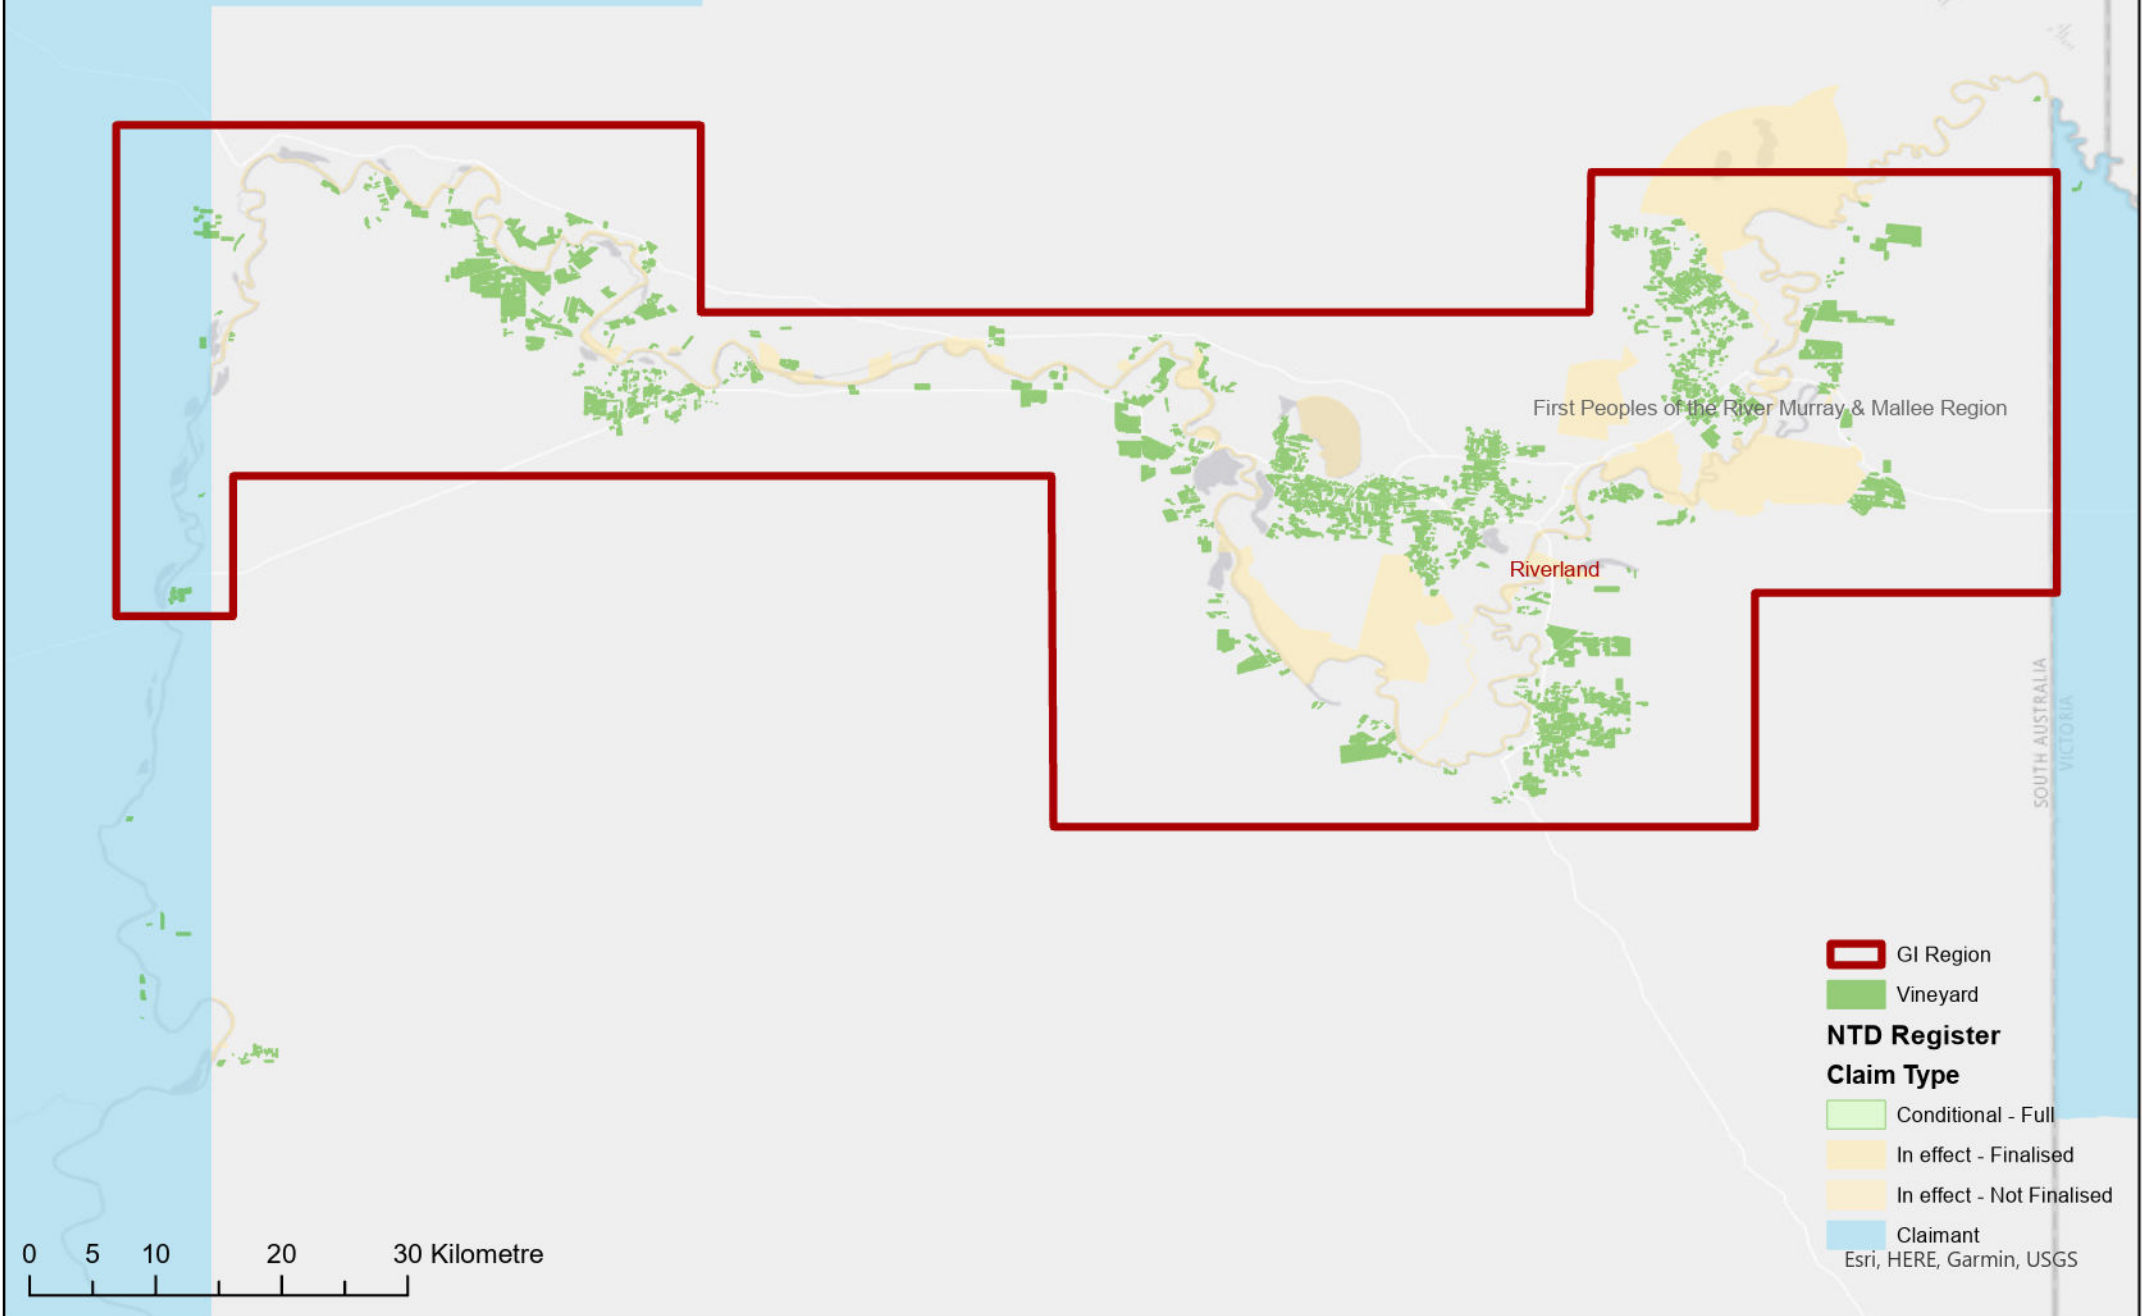 First Peoples of the River Murray & Mallee Region
Riverland
SOUTH AUSTRALIA
VICTORIA
GI Region
Vineyard
NTD Register
Claim Type
Conditional - Full
In effect - Finalised
In effect - Not Finalised
Claimant
Esri, HERE, Garmin, USGS
0 5 10 20 30 Kilometre